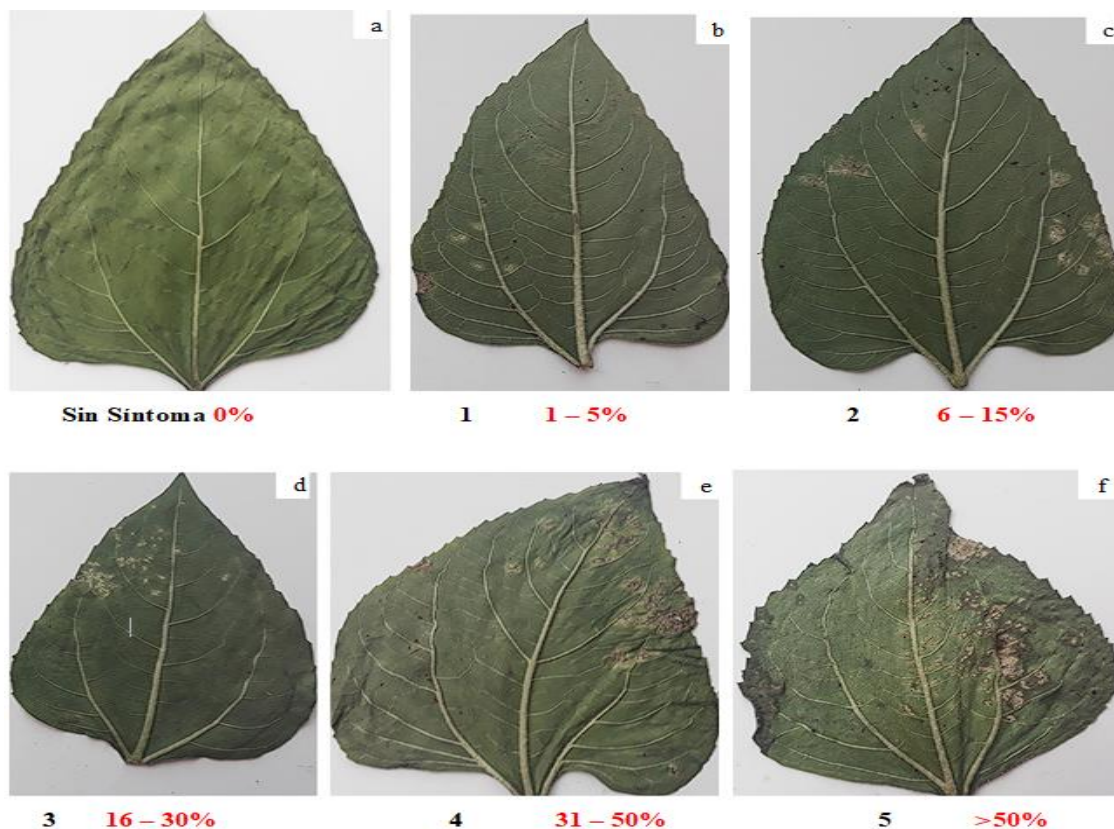 a
b
c
Sin Síntoma 0%
1 1 – 5%
2 6 – 15%
d
e
f
3 16 – 30%
4 31 – 50%
5 >50%